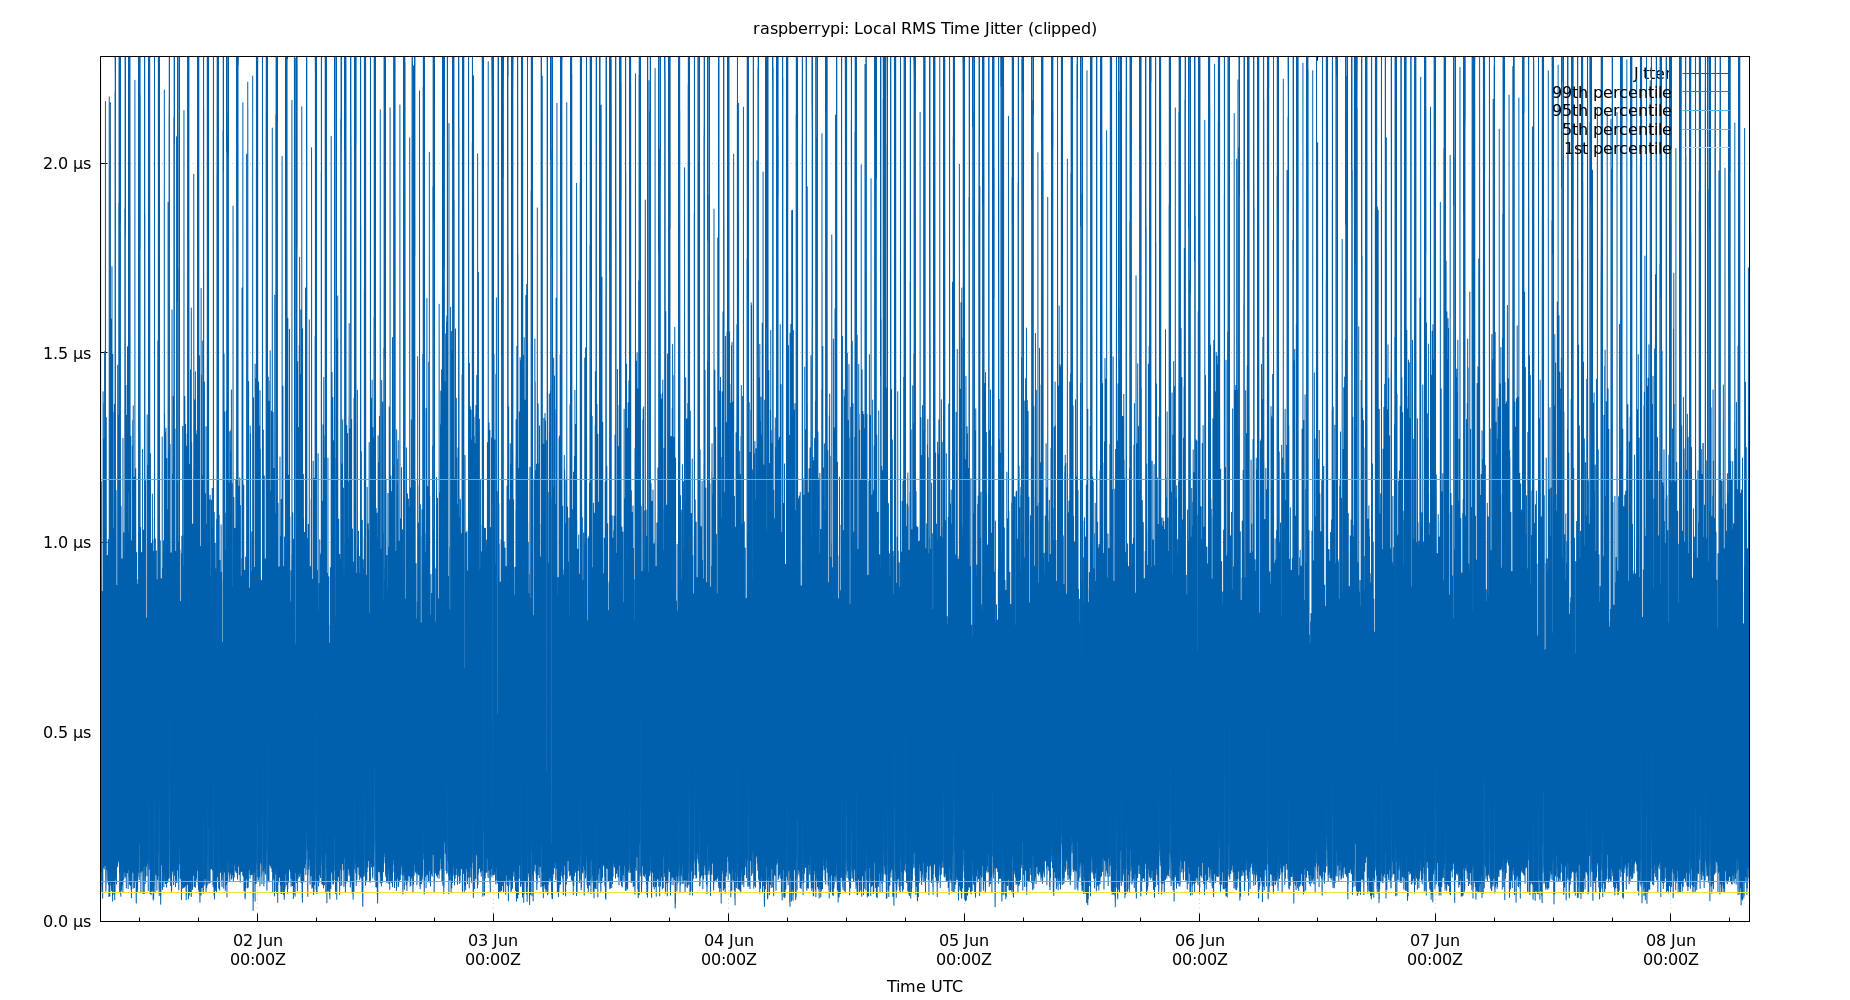 raspberrypi: Local RMS Time Jitter (clipped)
Jitter
99th percentile
95th percentile
5th percentile
1st percentile
2.0 µs
1.5 µs
1.0 µs
0.5 µs
0.0 µs
02 Jun 03 Jun 04 Jun 05 Jun 06 Jun 07 Jun 08 Jun
00:00Z 00:00Z 00:00Z 00:00Z 00:00Z 00:00Z 00:00Z
Time UTC